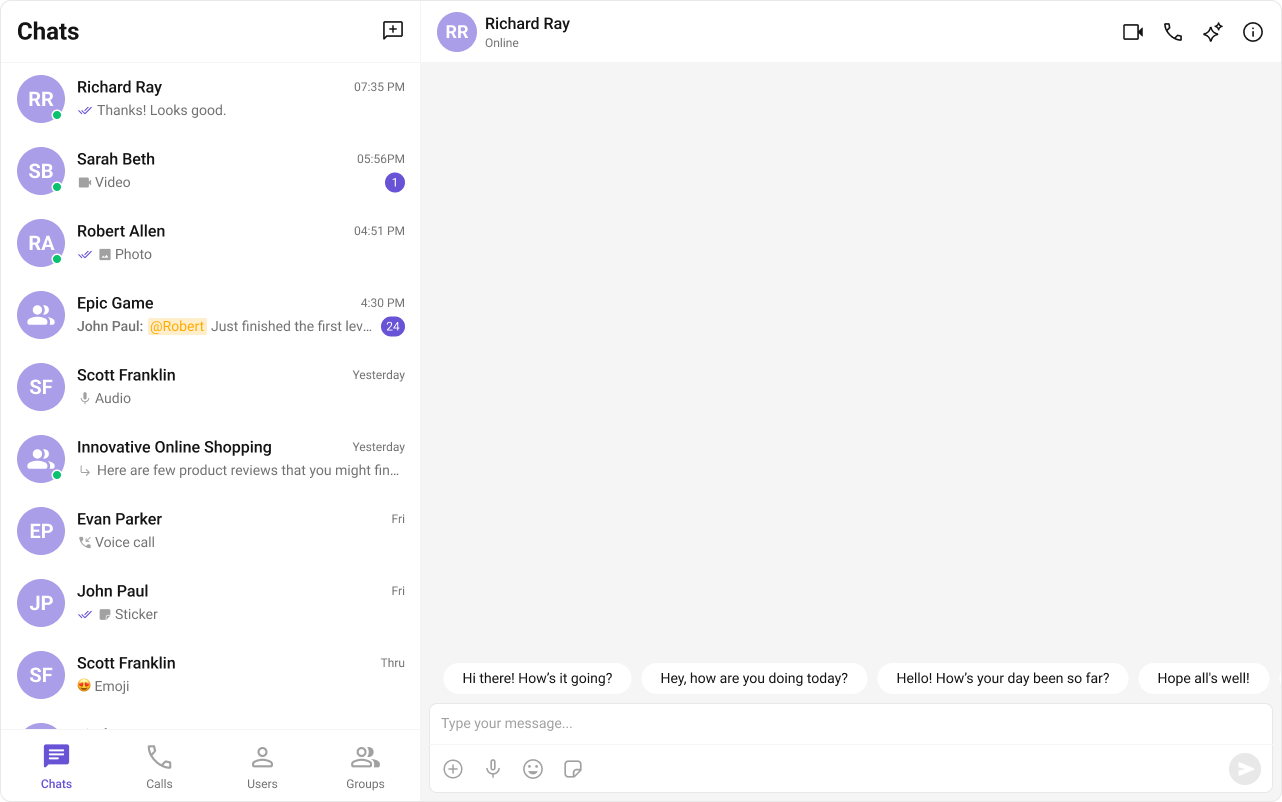 Chats
RR
Richard Ray
07:35 PM
Thanks! Looks good.
SB
Sarah Beth
05:56PM
Video
1
RA
Robert Allen
04:51 PM
Photo
Epic Game
4:30 PM
John Paul: @Robert Just finished the first lev...
24
SF
Scott Franklin
Yesterday
Audio
Innovative Online Shopping
Yesterday
Here are few product reviews that you might fin...
EP
Evan Parker
Fri
Voice call
JP
John Paul
Fri
Sticker
SF
Scott Franklin
Thru
Emoji
Chats
Calls
Users
Groups
RR
Richard Ray
Online
Hi there! How’s it going?
Hey, how are you doing today?
Hello! How’s your day been so far?
Hope all's well!
Type your message...